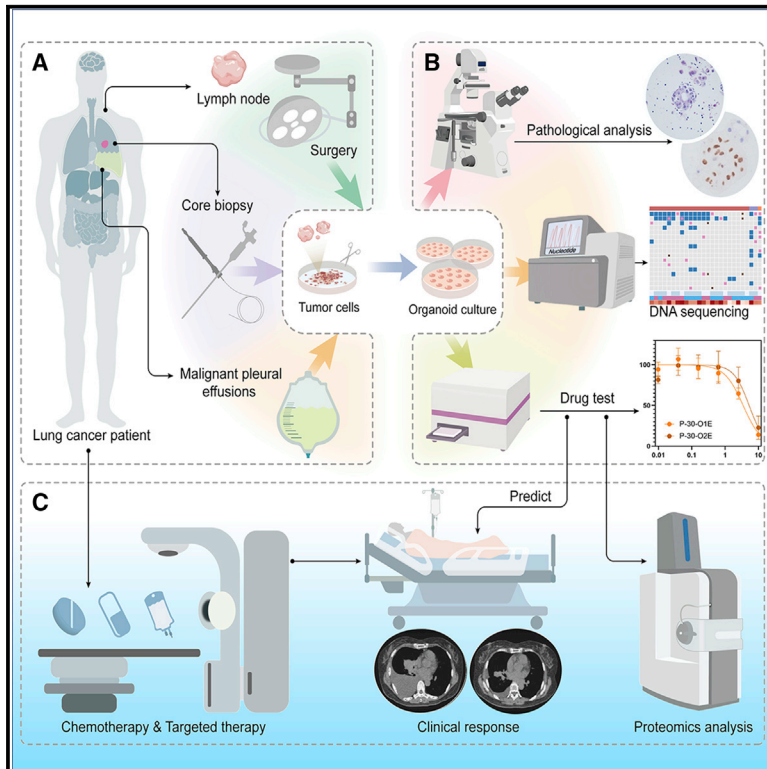 A
Lymph node
Surgery
Core biopsy
Tumor cells
Malignant pleural
effusions
Lung cancer patient
B
Pathological analysis
Nucleotide
DNA sequencing
Organoid culture
Drug test
100
50
0
P-30-O1E
P-30-O2E
0.01
0.1
1
10
C
Predict
Chemotherapy & Targeted therapy
Clinical response
Proteomics analysis